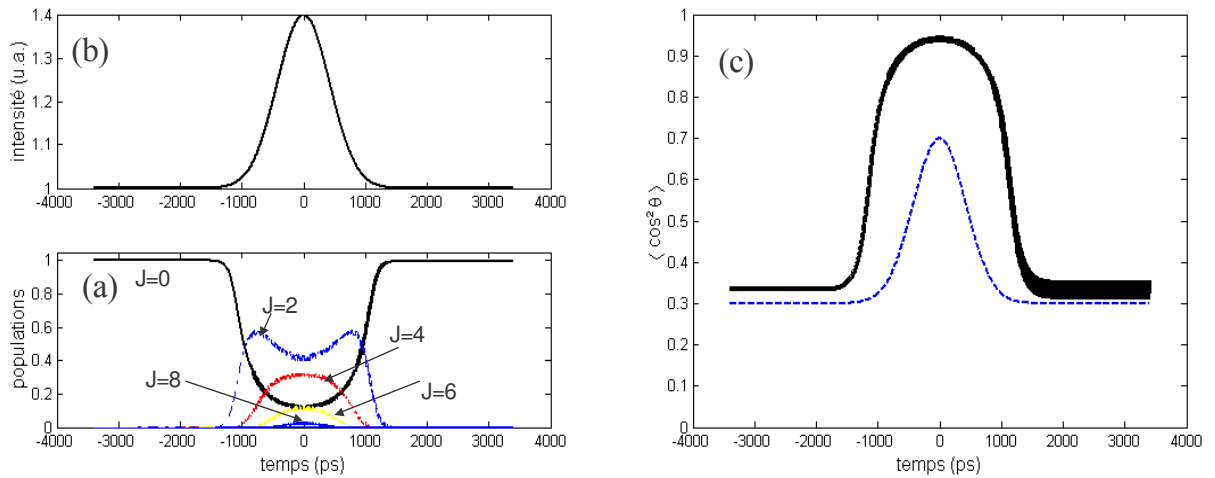 (b)
intensité (u.a.)
1.4
1.3
1.2
1.1
1
-4000 -3000 -2000 -1000 0 1000 2000 3000 4000
(a)
populations
1
0.8
0.6
0.4
0.2
0
J=0
J=2
J=4
J=8
J=6
-4000 -3000 -2000 -1000 0 1000 2000 3000 4000
temps (ps)
(c)
⟨ cos² θ ⟩
1
0.9
0.8
0.7
0.6
0.5
0.4
0.3
0.2
0.1
0
-4000 -3000 -2000 -1000 0 1000 2000 3000 4000
temps (ps)